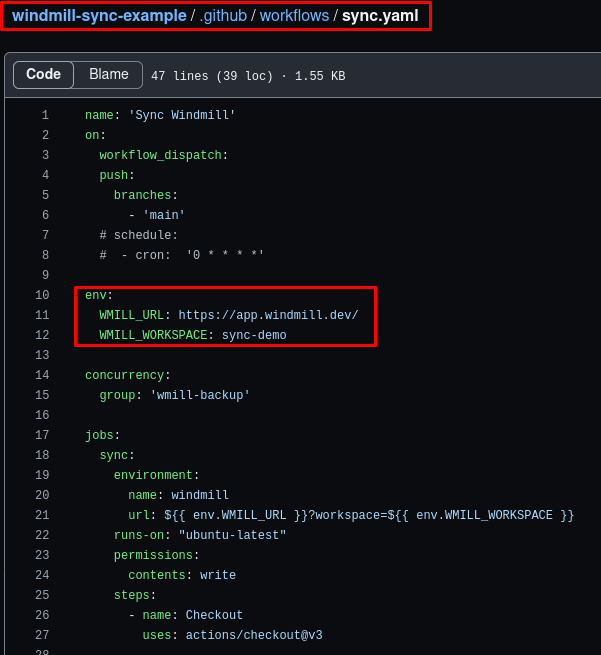 windmill-sync-example / .github / workflows / sync.yaml
Code Blame 47 lines (39 loc) · 1.55 KB
1 name: 'Sync Windmill'
2 on:
3 workflow_dispatch:
4 push:
5 branches:
6 - 'main'
7 # schedule:
8 #  - cron:  '0 * * * *'
9
10 env:
11 WMILL_URL: https://app.windmill.dev/
12 WMILL_WORKSPACE: sync-demo
13
14 concurrency:
15 group: 'wmill-backup'
16
17 jobs:
18 sync:
19 environment:
20 name: windmill
21 url: ${{ env.WMILL_URL }}?workspace=${{ env.WMILL_WORKSPACE }}
22 runs-on: "ubuntu-latest"
23 permissions:
24 contents: write
25 steps:
26 - name: Checkout
27 uses: actions/checkout@v3
28